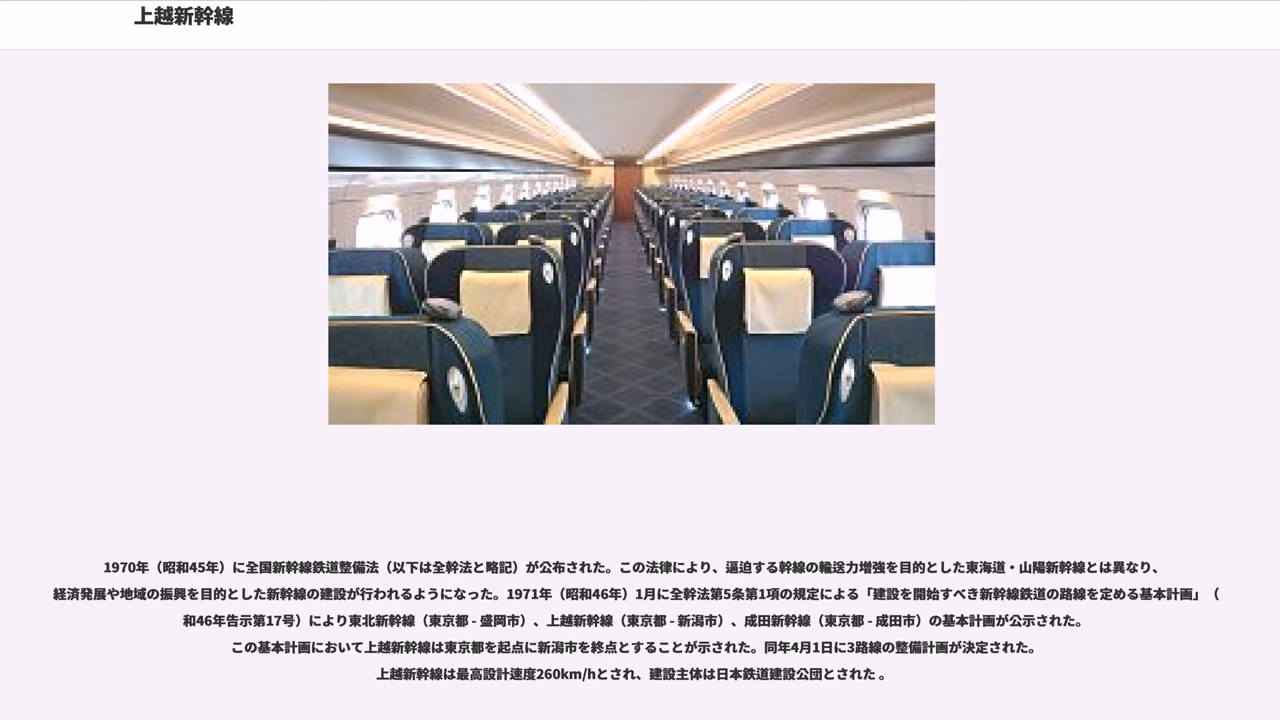 上越新幹線
1970年（昭和45年）に全国新幹線鉄道整備法（以下は全幹法と略記）が公布された。この法律により、逼迫する幹線の輸送力増強を目的とした東海道・山陽新幹線とは異なり、
経済発展や地域の振興を目的とした新幹線の建設が行われるようになった。1971年（昭和46年）1月に全幹法第5条第1項の規定による「建設を開始すべき新幹線鉄道の路線を定める基本計画」（
和46年告示第17号）により東北新幹線（東京都 - 盛岡市）、上越新幹線（東京都 - 新潟市）、成田新幹線（東京都 - 成田市）の基本計画が公示された。
この基本計画において上越新幹線は東京都を起点に新潟市を終点とすることが示された。同年4月1日に3路線の整備計画が決定された。
上越新幹線は最高設計速度260km/hとされ、建設主体は日本鉄道建設公団とされた 。